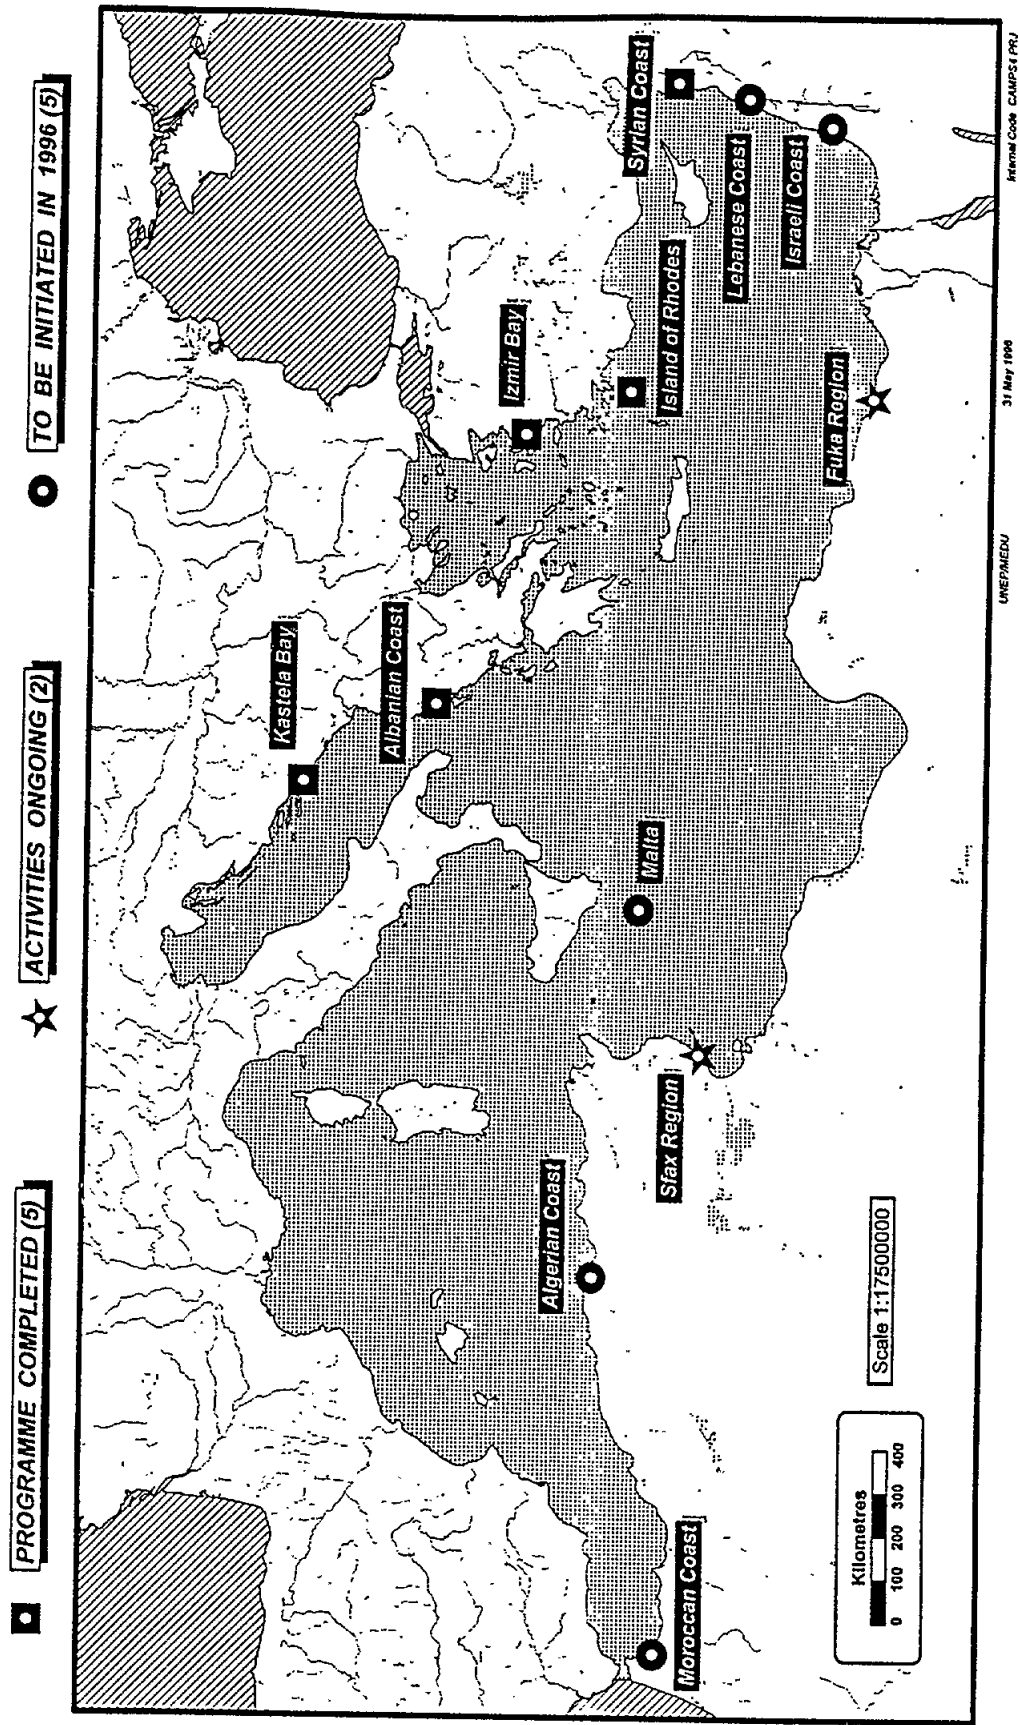 PROGRAMME COMPLETED (5)
ACTIVITIES ONGOING (2)
TO BE INITIATED IN 1996 (5)
Kastela Bay
Albanian Coast
Izmir Bay
Syrian Coast
Island of Rhodes
Lebanese Coast
Israeli Coast
Fuka Region
Malta
Sfax Region
Algerian Coast
Moroccan Coast
Kilometres
0 100 200 300 400
Scale 1:17500000
UNEP/MEDU
31 May 1996
Internal Code CAMPS4 PRJ